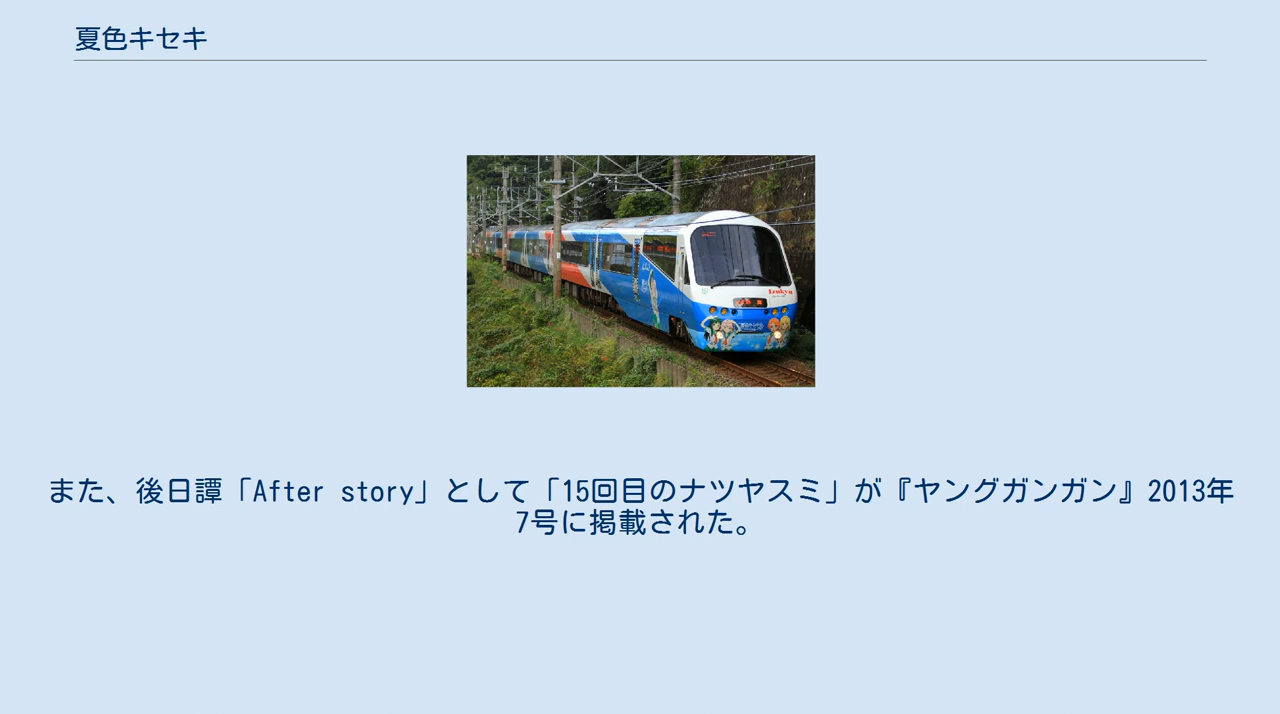 夏色キセキ
また、後日譚「After story」として「15回目のナツヤスミ」が『ヤングガンガン』2013年
7号に掲載された。